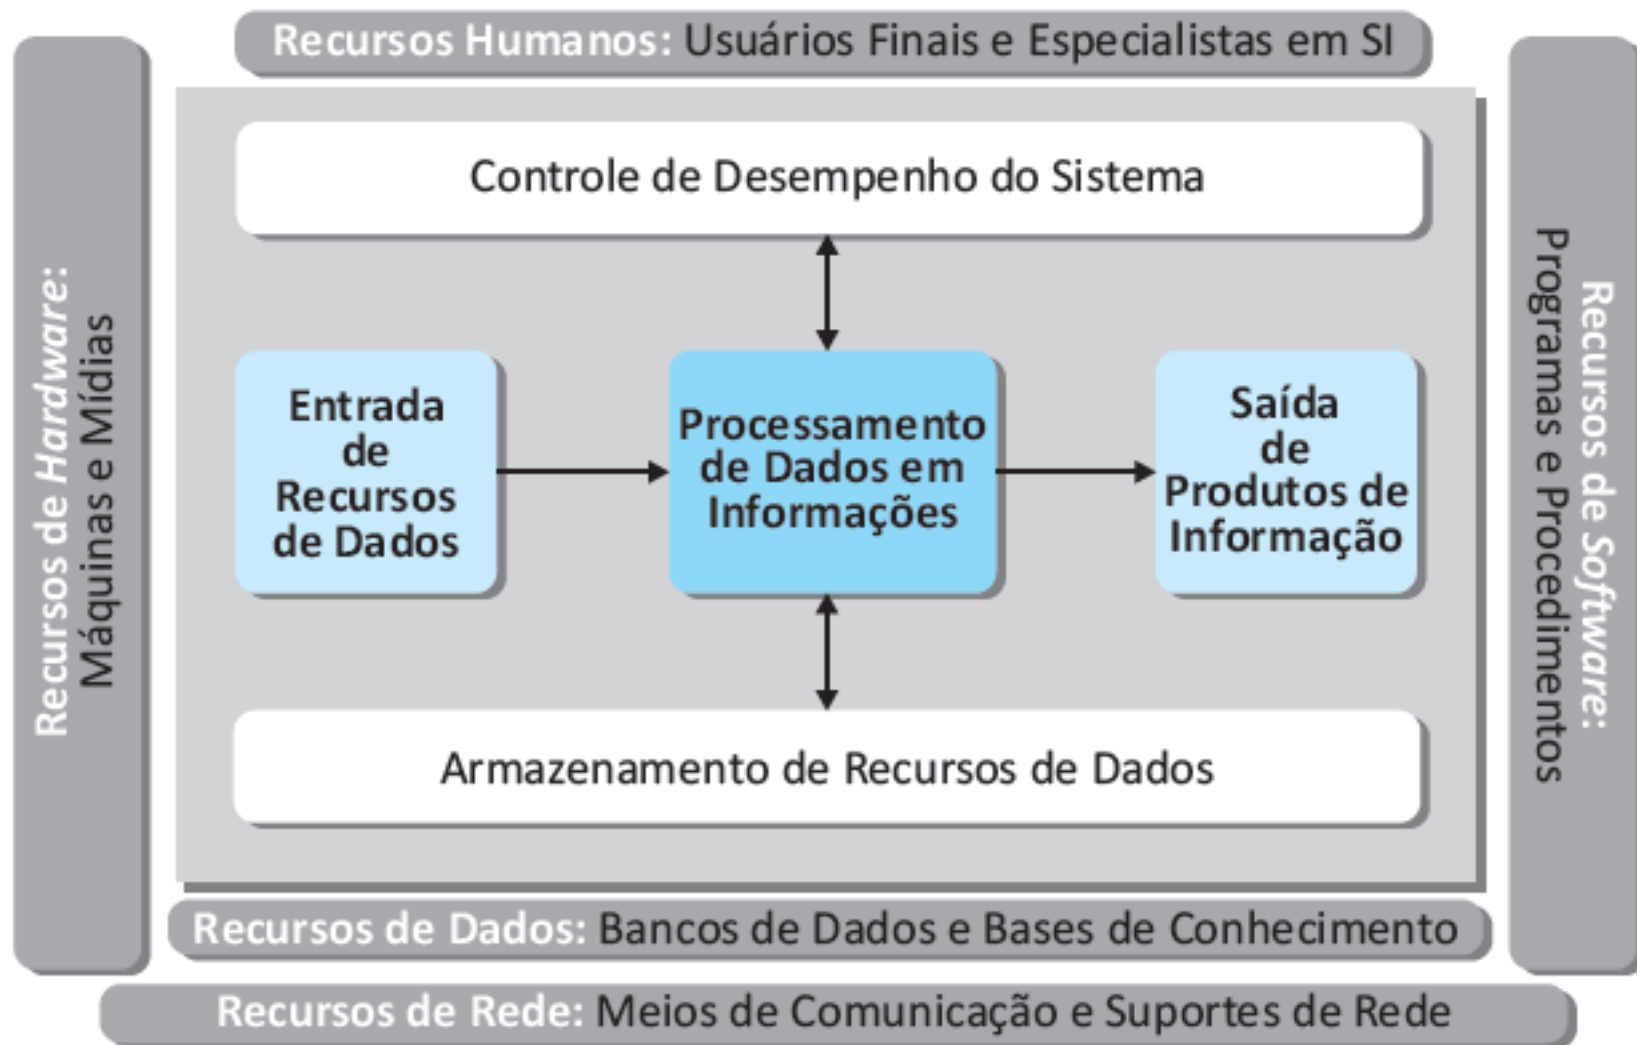 Recursos Humanos: Usuários Finais e Especialistas em SI
Recursos de Hardware:
Máquinas e Mídias
Controle de Desempenho do Sistema
Entrada
de
Recursos
de Dados
Processamento
de Dados em
Informações
Saída
de
Produtos de
Informação
Armazenamento de Recursos de Dados
Recursos de Software:
Programas e Procedimentos
Recursos de Dados: Bancos de Dados e Bases de Conhecimento
Recursos de Rede: Meios de Comunicação e Suportes de Rede